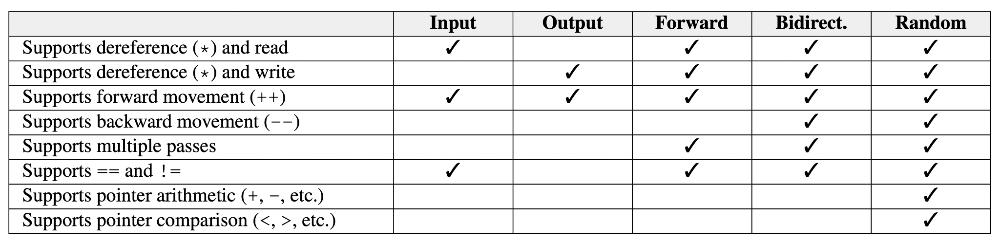 Input Output Forward Bidirect. Random
Supports dereference (*) and read ✓ ✓ ✓ ✓
Supports dereference (*) and write ✓ ✓ ✓ ✓
Supports forward movement (++) ✓ ✓ ✓ ✓ ✓
Supports backward movement (--) ✓ ✓
Supports multiple passes ✓ ✓ ✓
Supports == and != ✓ ✓ ✓ ✓
Supports pointer arithmetic (+, -, etc.) ✓
Supports pointer comparison (<, >, etc.) ✓